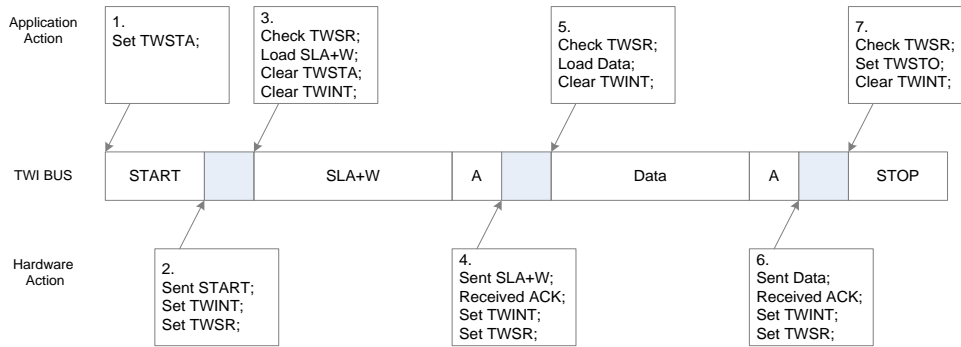 Application
Action
1.
Set TWSTA;
3.
Check TWSR;
Load SLA+W;
Clear TWSTA;
Clear TWINT;
5.
Check TWSR;
Load Data;
Clear TWINT;
7.
Check TWSR;
Set TWSTO;
Clear TWINT;
TWI BUS
START
SLA+W
A
Data
A
STOP
Hardware
Action
2.
Sent START;
Set TWINT;
Set TWSR;
4.
Sent SLA+W;
Received ACK;
Set TWINT;
Set TWSR;
6.
Sent Data;
Received ACK;
Set TWINT;
Set TWSR;